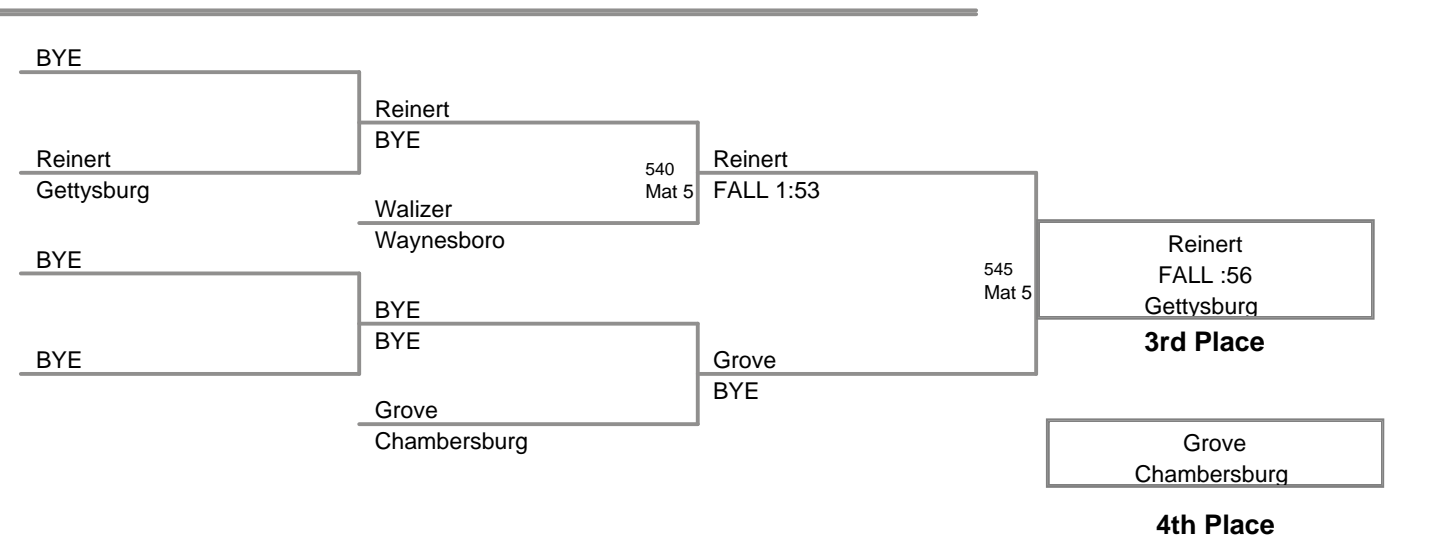 BYE
Reinert
BYE
Reinert
Gettysburg
540
Mat 5
Reinert
FALL 1:53
Walizer
Waynesboro
BYE
BYE
BYE
BYE
Grove
BYE
Grove
Chambersburg
545
Mat 5
Reinert
FALL :56
Gettysburg
3rd Place
Grove
Chambersburg
4th Place